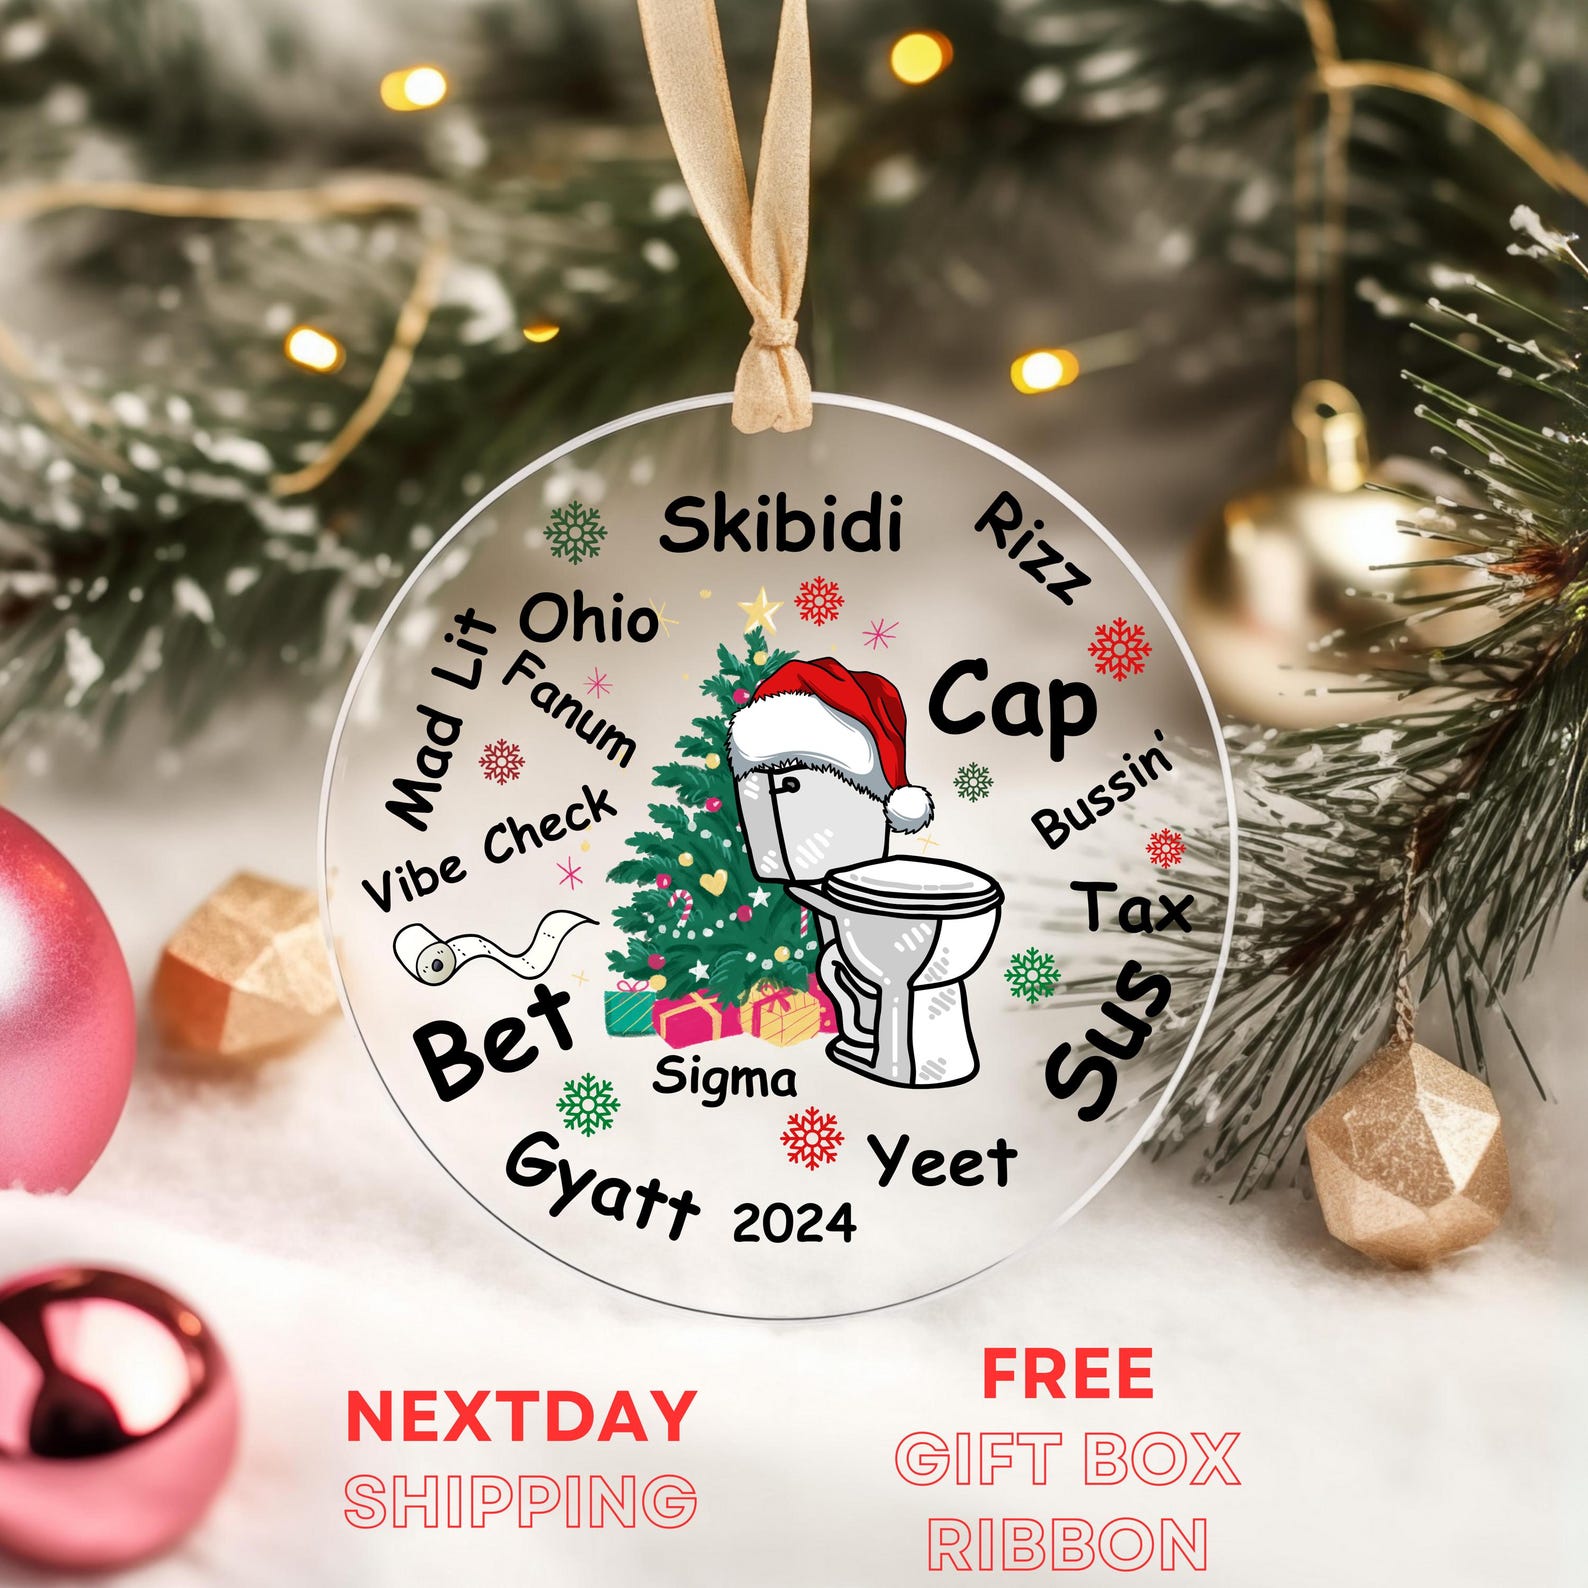 Skibidi
Rizz
Ohio
Mad Lit
Fanum
Cap
Bussin'
Vibe Check
Tax
Sus
Bet
Sigma
Gyatt
Yeet
2024
NEXTDAY
SHIPPING
FREE
GIFT BOX
RIBBON